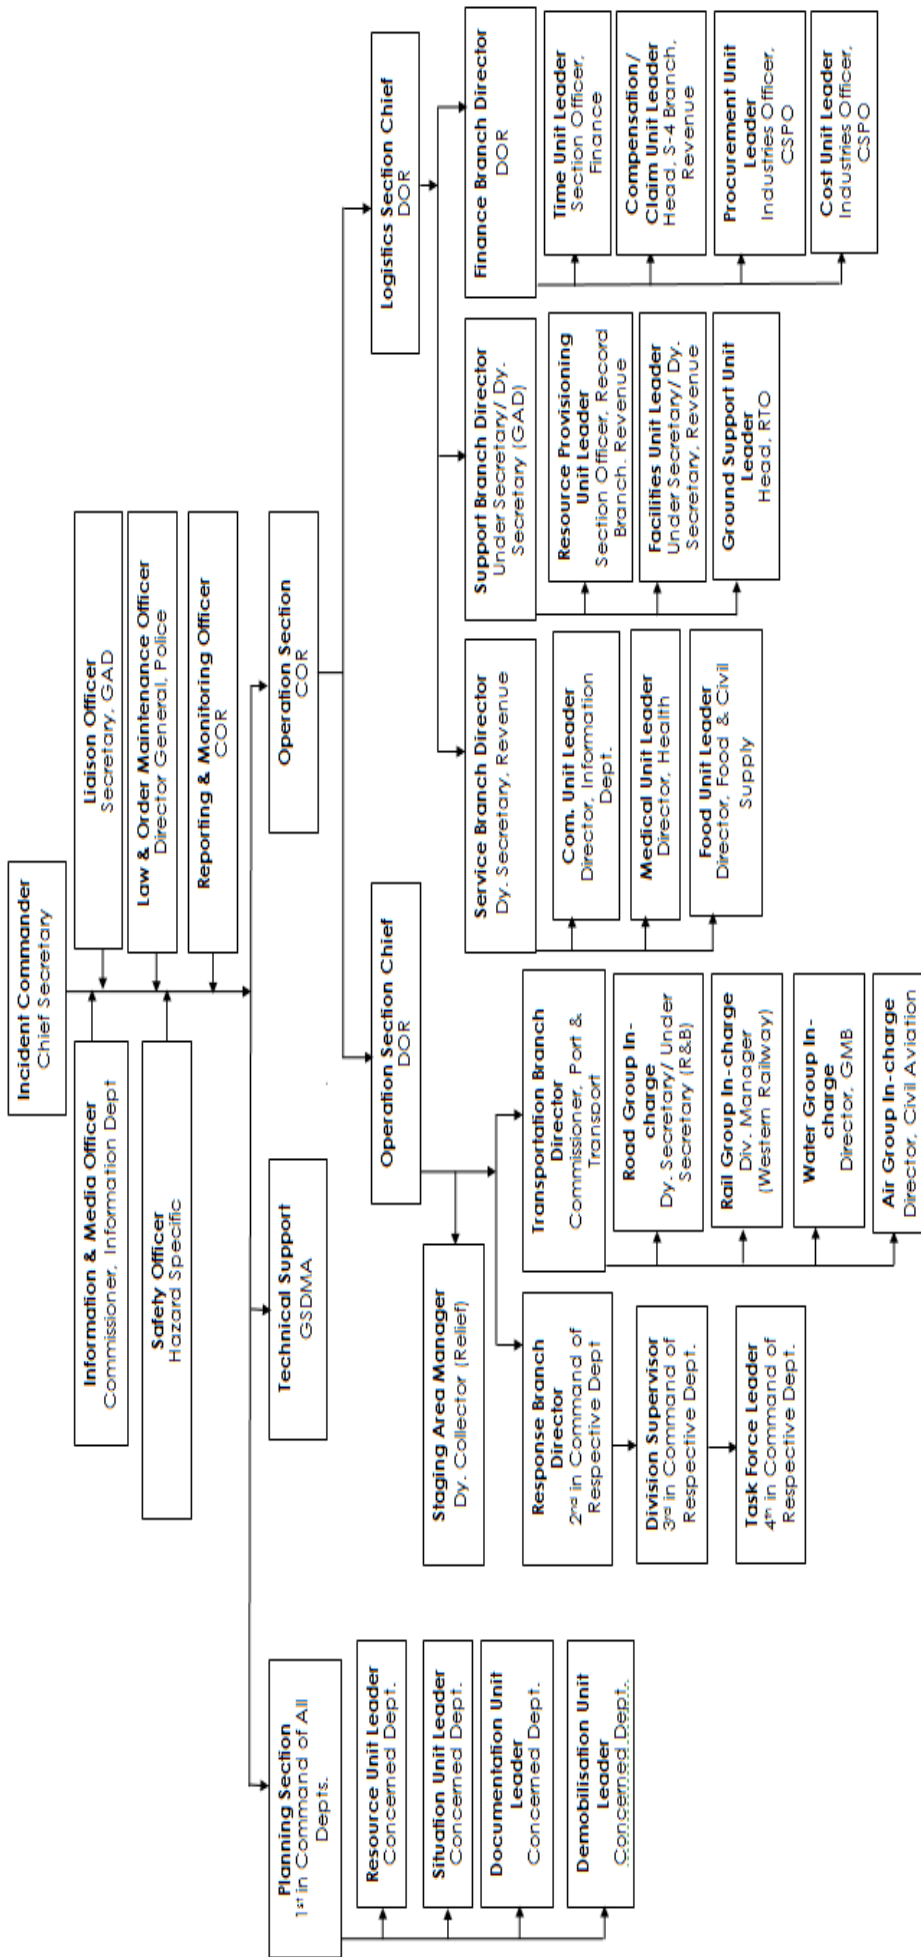 Incident Commander
Chief Secretary
Information & Media Officer
Commissioner, Information Dept
Liaison Officer
Secretary, GAD
Safety Officer
Hazard Specific
Law & Order Maintenance Officer
Director General, Police
Reporting & Monitoring Officer
COR
Planning Section
1st in Command of All
Depts.
Technical Support
GSDMA
Operation Section
COR
Resource Unit Leader
Concerned Dept.
Situation Unit Leader
Concerned Dept.
Documentation Unit
Leader
Concerned Dept.
Demobilisation Unit
Leader
Concerned Dept.
Operation Section Chief
DOR
Logistics Section Chief
DOR
Staging Area Manager
Dy. Collector (Relief)
Response Branch
Director
2nd in Command of
Respective Dept
Division Supervisor
3rd in Command of
Respective Dept.
Task Force Leader
4th in Command of
Respective Dept.
Transportation Branch
Director
Commissioner, Port &
Transport
Road Group In-
charge
Dy. Secretary/ Under
Secretary (R&B)
Rail Group In-charge
Div. Manager
(Western Railway)
Water Group In-
charge
Director, GMB
Air Group In-charge
Director, Civil Aviation
Service Branch Director
Dy. Secretary, Revenue
Com. Unit Leader
Director, Information
Dept.
Medical Unit Leader
Director, Health
Food Unit Leader
Director, Food & Civil
Supply
Support Branch Director
Under Secretary/ Dy.
Secretary (GAD)
Resource Provisioning
Unit Leader
Section Officer, Record
Branch. Revenue
Facilities Unit Leader
Under Secretary/ Dy.
Secretary, Revenue
Ground Support Unit
Leader
Head, RTO
Finance Branch Director
DOR
Time Unit Leader
Section Officer,
Finance
Compensation/
Claim Unit Leader
Head, S-4 Branch,
Revenue
Procurement Unit
Leader
Industries Officer,
CSPO
Cost Unit Leader
Industries Officer,
CSPO